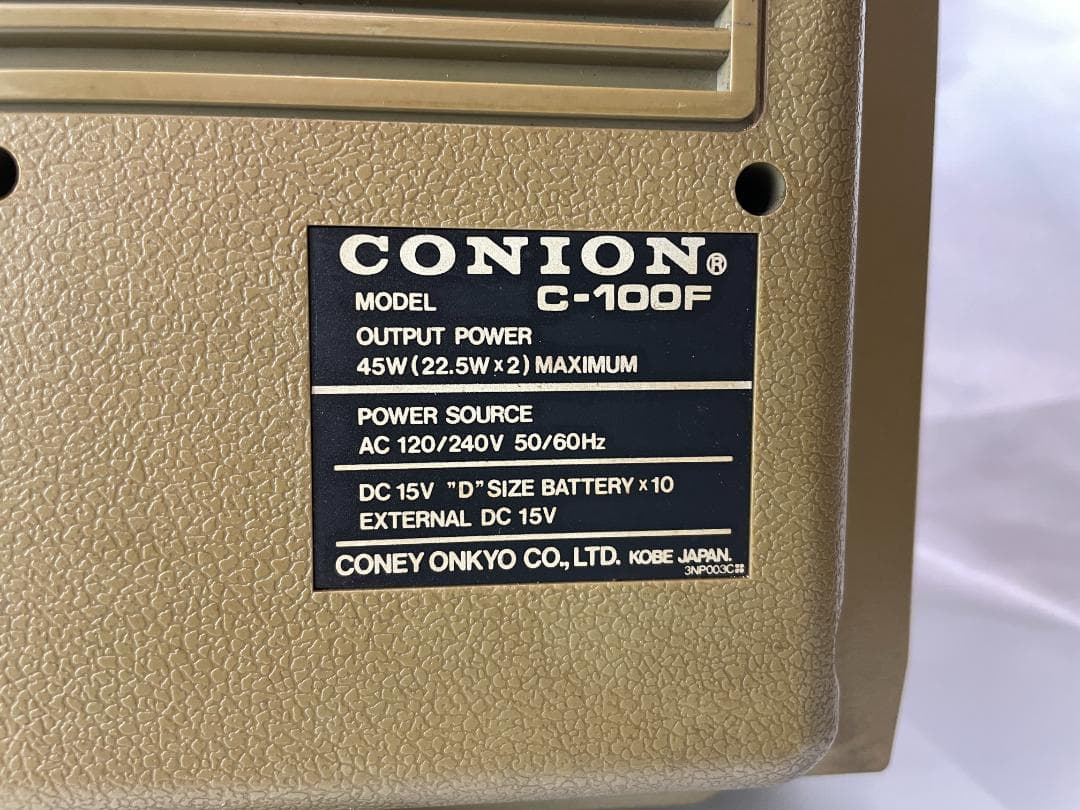 CONION®
MODEL C-100F
OUTPUT POWER
45W (22.5W x 2) MAXIMUM
POWER SOURCE
AC 120/240V 50/60Hz
DC 15V "D" SIZE BATTERY x 10
EXTERNAL DC 15V
CONEY ONKYO CO., LTD. KOBE JAPAN.
3NP003C